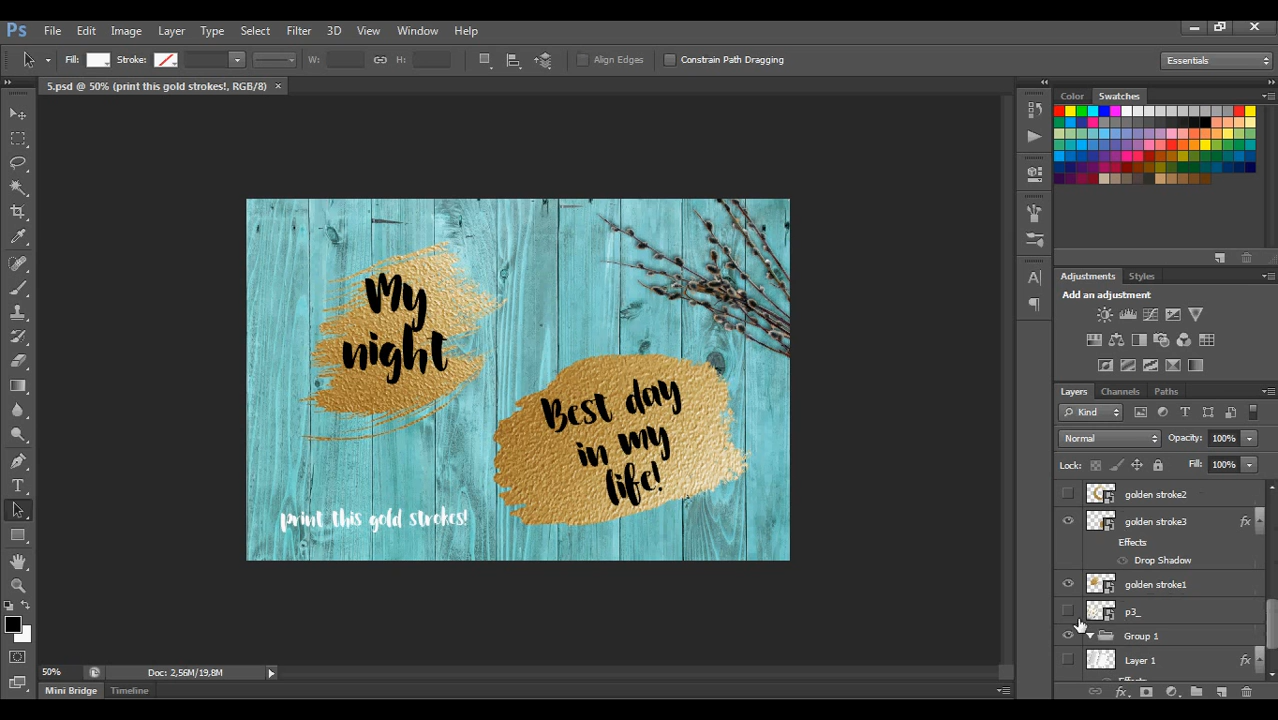 Ps File Edit Image Layer Type Select Filter 3D View Window Help
Fill: Stroke: W: H: Align Edges Constrain Path Dragging Essentials
5.psd @ 50% (print this gold strokes!, RGB/8) ×
Color Swatches
My
night
Best day
in my
life!
print this gold strokes!
Adjustments Styles
Add an adjustment
Layers Channels Paths
Kind
Normal Opacity: 100%
Lock: Fill: 100%
golden stroke2
golden stroke3 fx
Effects
Drop Shadow
golden stroke1
p3_
Group 1
Layer 1 fx
Effects
50% Doc: 2,56M/19,8M
Mini Bridge Timeline